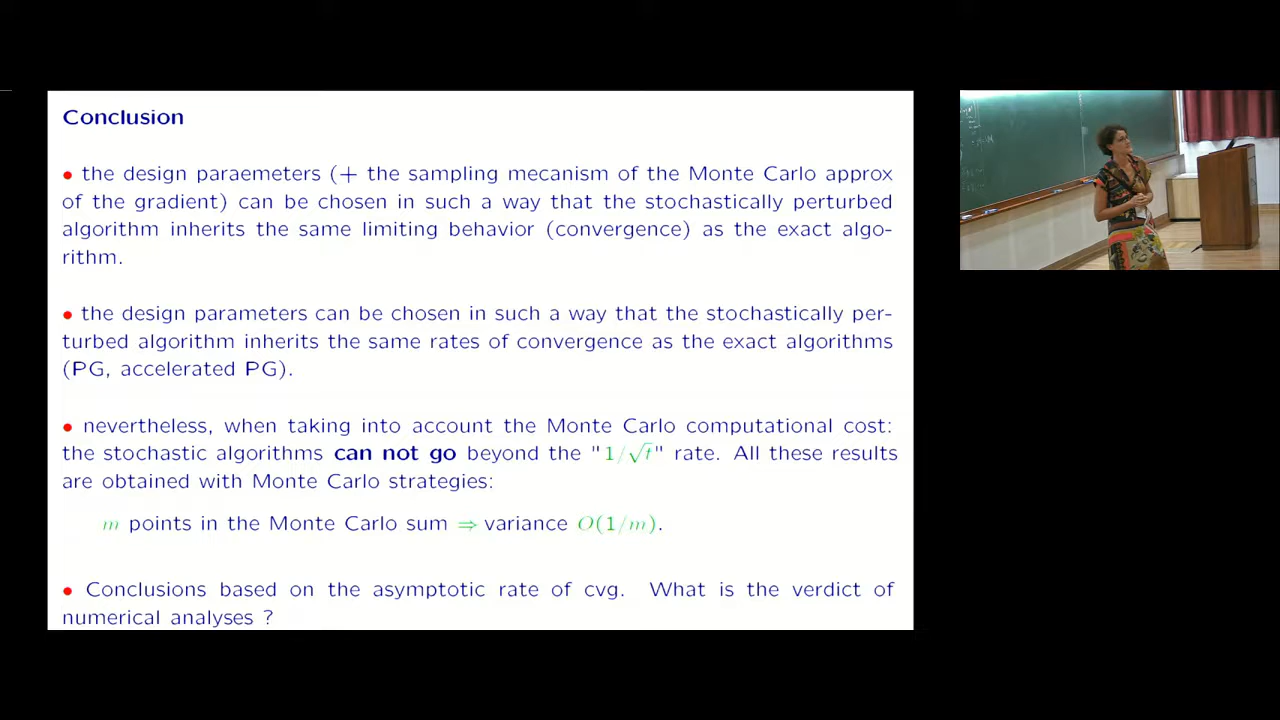 Conclusion
• the design paraemeters (+ the sampling mecanism of the Monte Carlo approx
of the gradient) can be chosen in such a way that the stochastically perturbed
algorithm inherits the same limiting behavior (convergence) as the exact algo-
rithm.
• the design parameters can be chosen in such a way that the stochastically per-
turbed algorithm inherits the same rates of convergence as the exact algorithms
(PG, accelerated PG).
• nevertheless, when taking into account the Monte Carlo computational cost:
the stochastic algorithms can not go beyond the "1/√t" rate. All these results
are obtained with Monte Carlo strategies:
m points in the Monte Carlo sum ⇒ variance O(1/m).
• Conclusions based on the asymptotic rate of cvg. What is the verdict of
numerical analyses ?